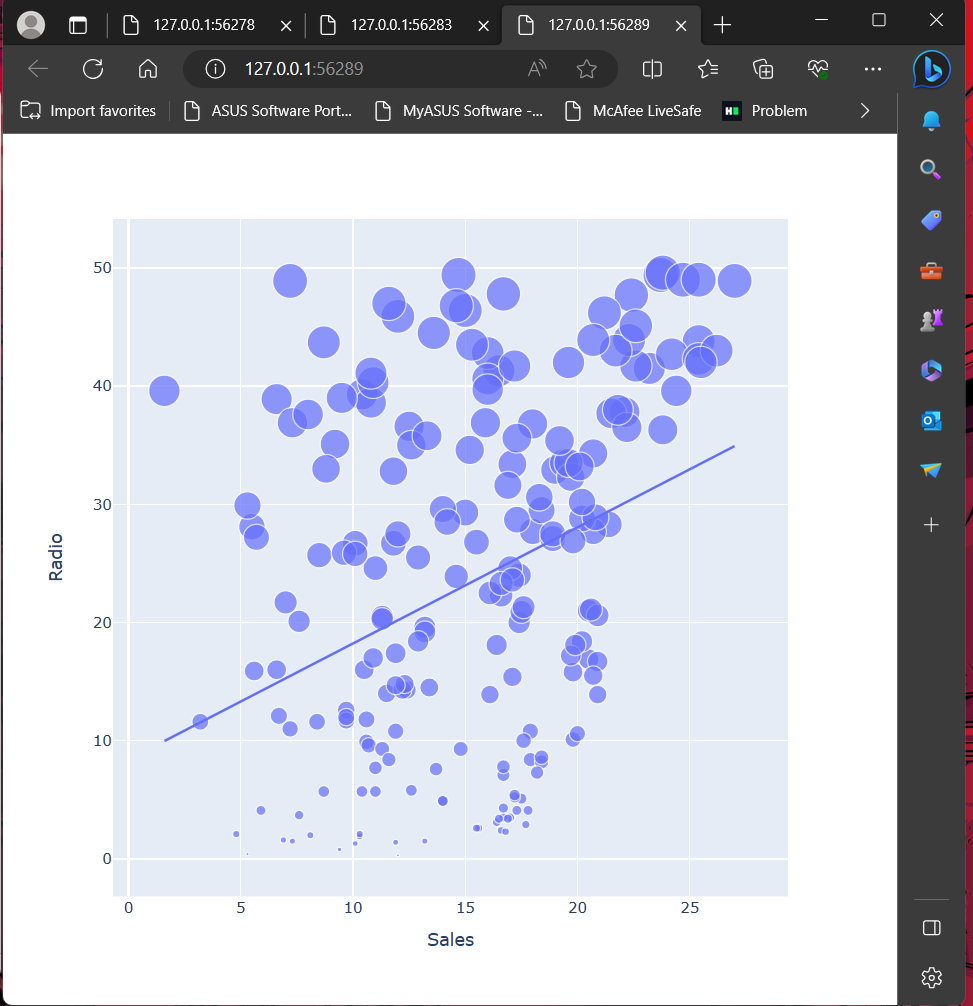 127.0.0.1:56278
127.0.0.1:56283
127.0.0.1:56289
127.0.0.1:56289
Import favorites
ASUS Software Port...
MyASUS Software -...
McAfee LiveSafe
Problem
50
40
30
20
10
0
Radio
0 5 10 15 20 25
Sales